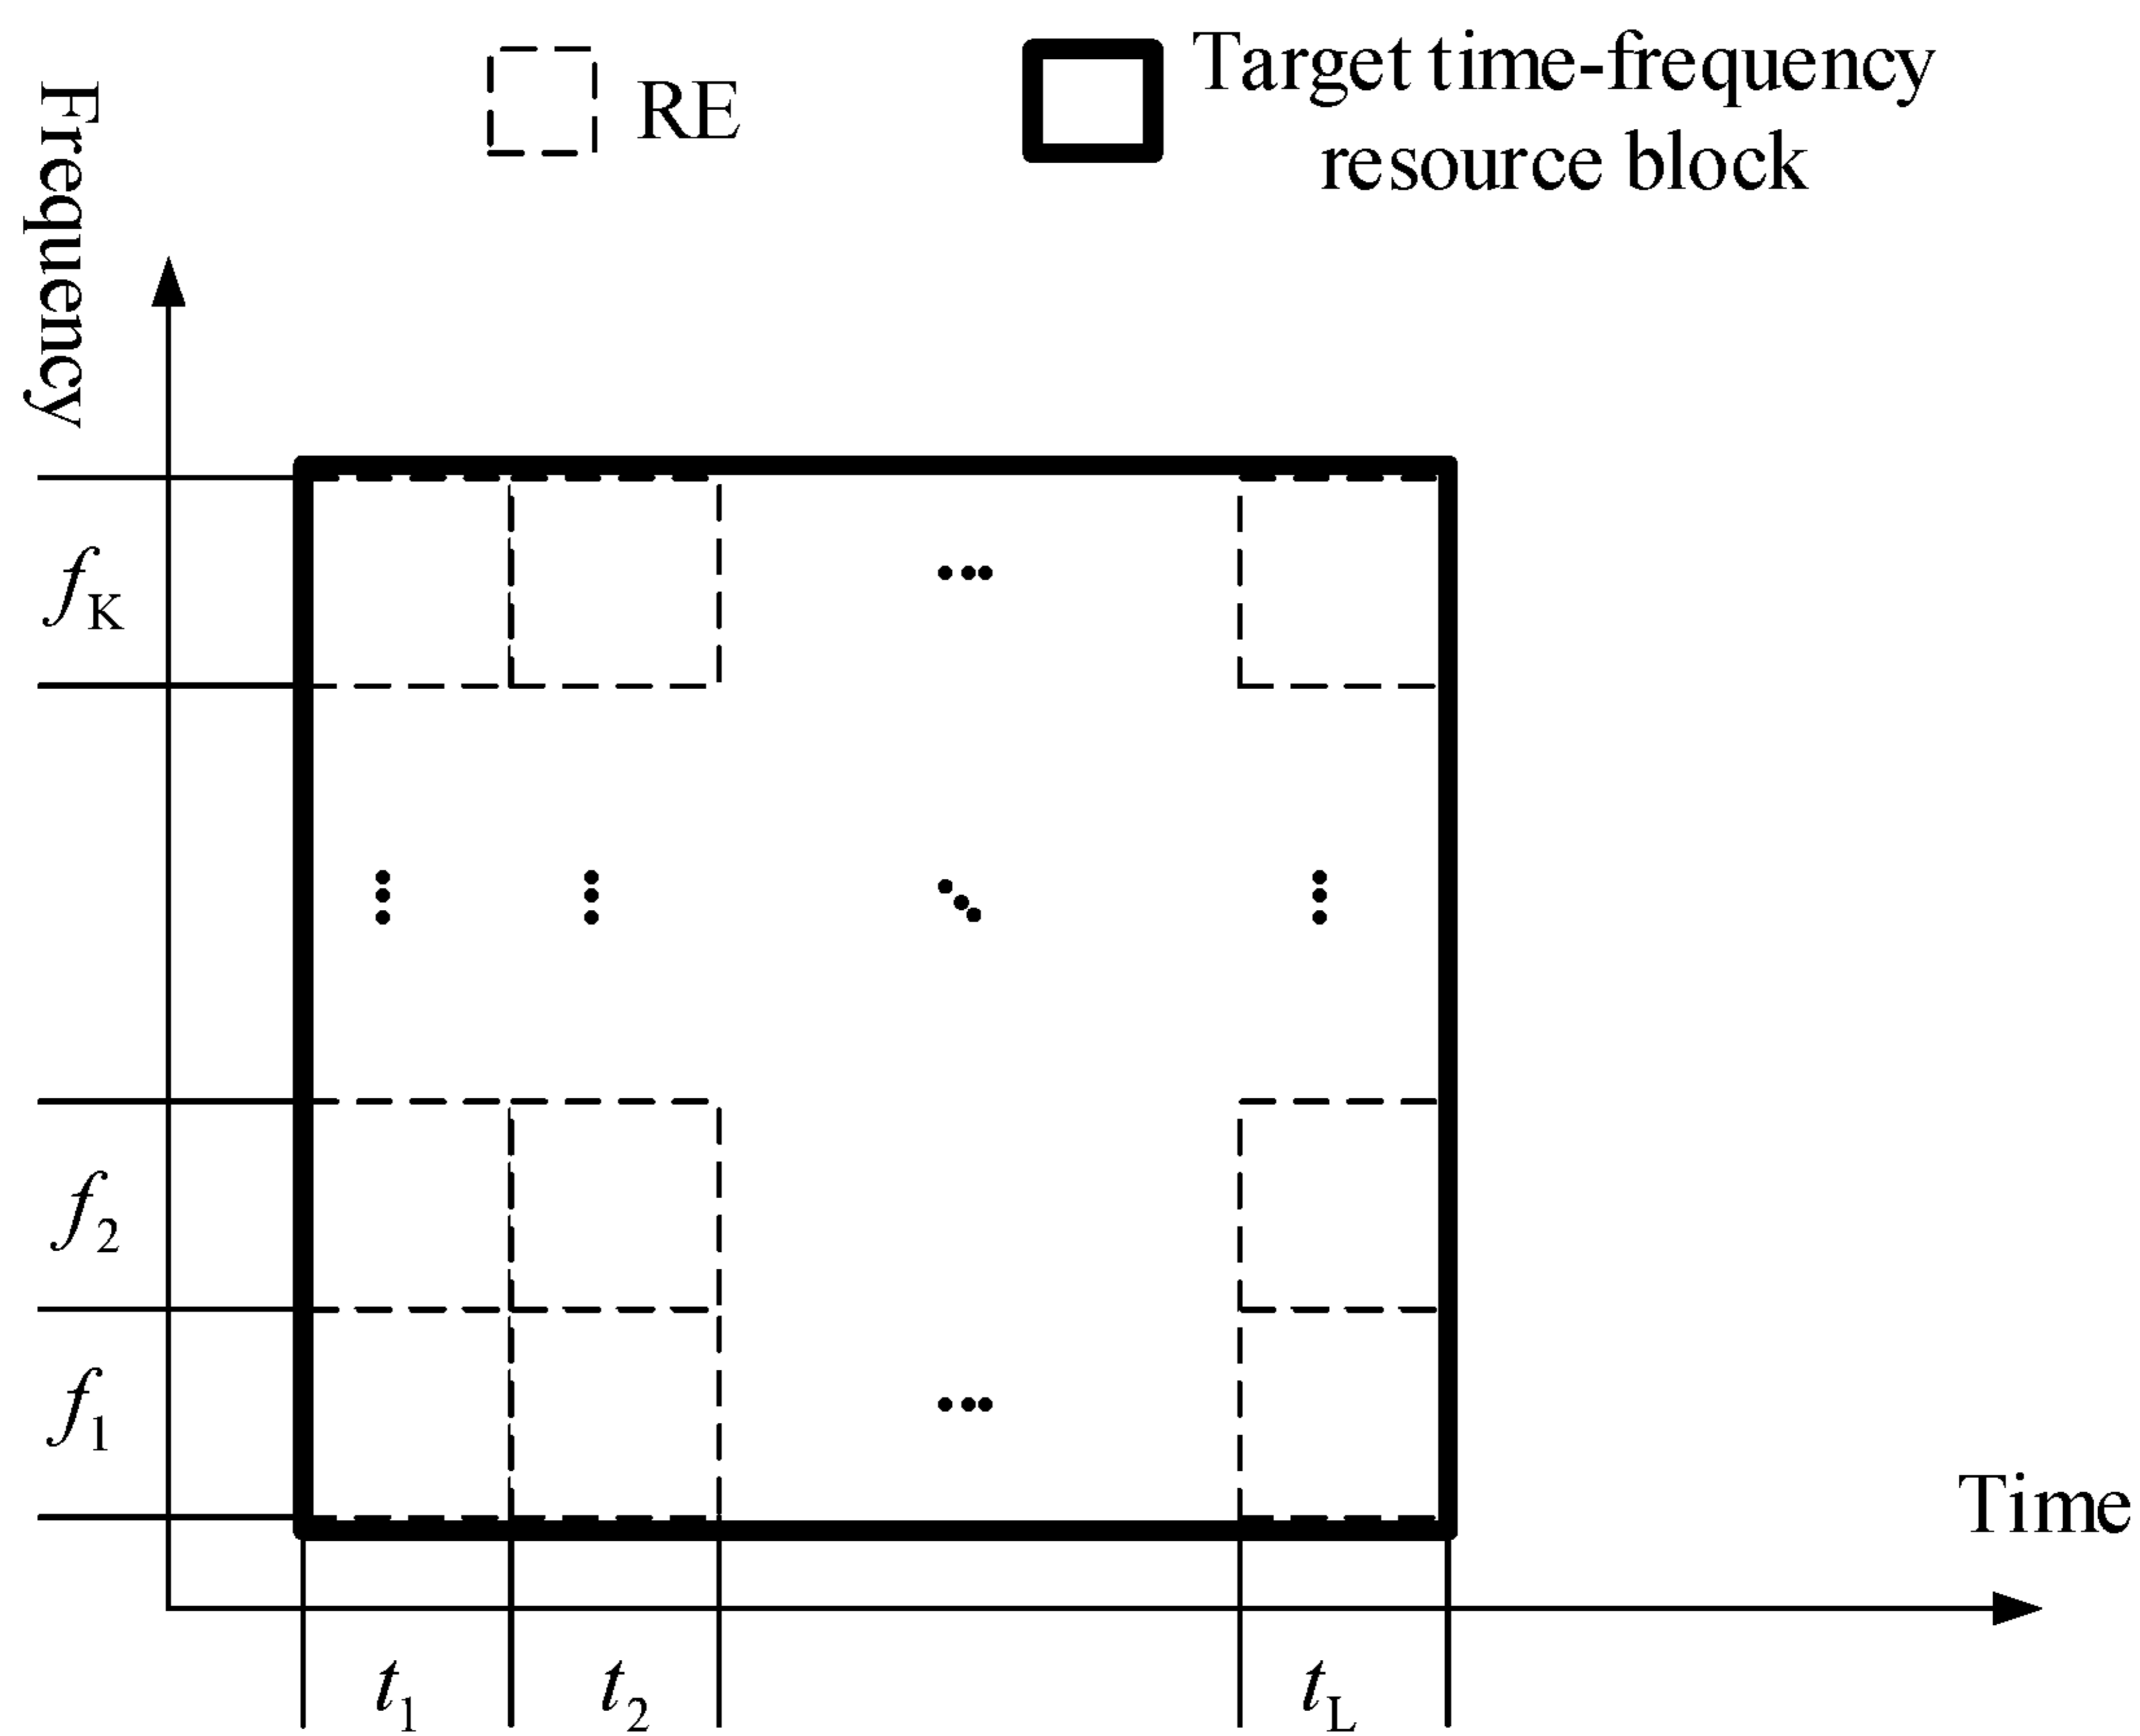 RE
Target time-frequency
resource block
Frequency
f_K
f_2
f_1
Time
t_1
t_2
t_L